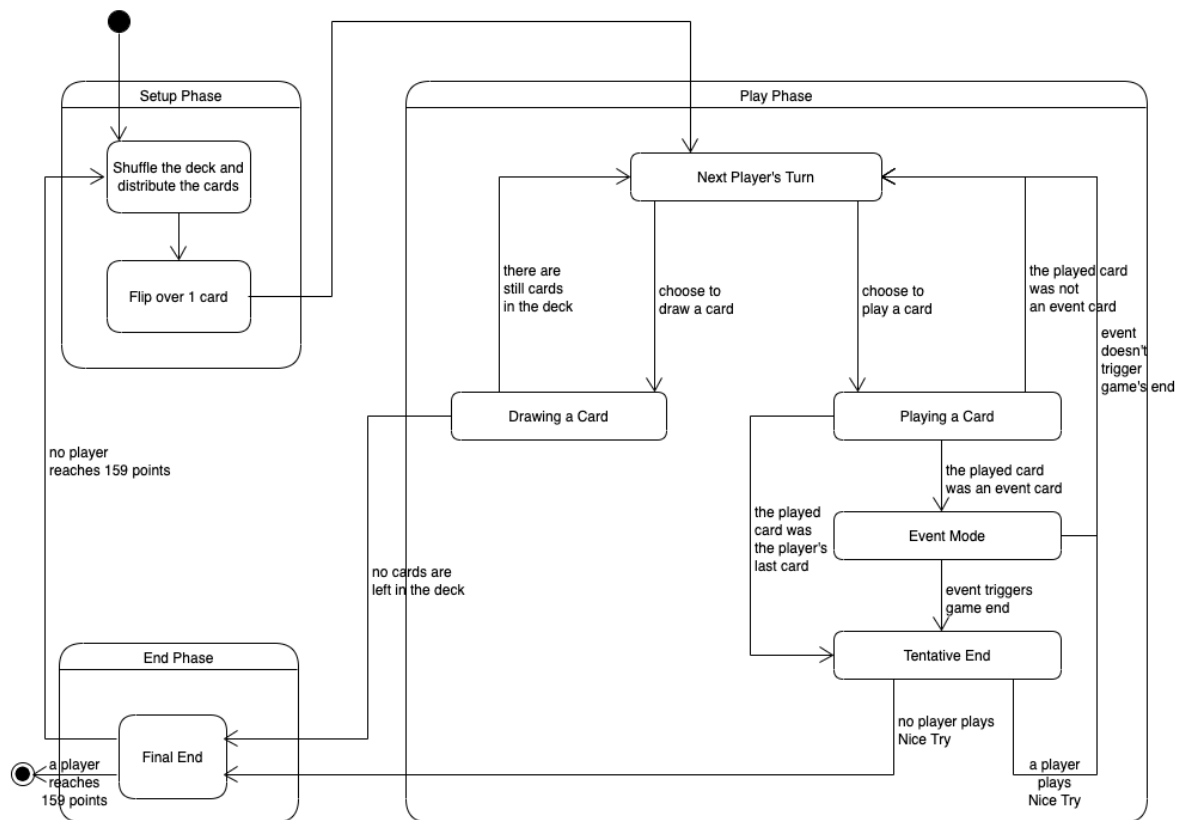 Setup Phase
Shuffle the deck and
distribute the cards
Flip over 1 card
Play Phase
Next Player's Turn
there are
still cards
in the deck
choose to
draw a card
choose to
play a card
the played card
was not
an event card
event
doesn't
trigger
game's end
Drawing a Card
Playing a Card
no player
reaches 159 points
the played card
was an event card
the played
card was
the player's
last card
Event Mode
no cards are
left in the deck
event triggers
game end
Tentative End
End Phase
Final End
no player plays
Nice Try
a player
plays
Nice Try
a player
reaches
159 points